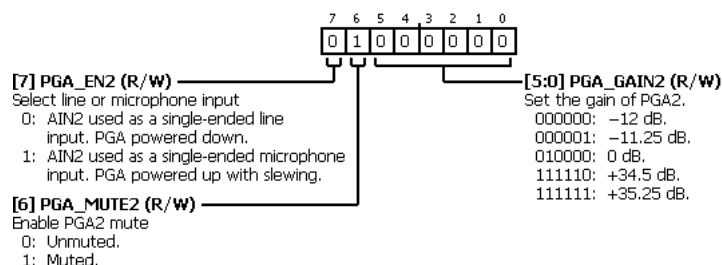 7 6 5 4 3 2 1 0
0 1 0 0 0 0 0 0
[7] PGA_EN2 (R/W)
Select line or microphone input
0: AIN2 used as a single-ended line
input. PGA powered down.
1: AIN2 used as a single-ended microphone
input. PGA powered up with slewing.
[6] PGA_MUTE2 (R/W)
Enable PGA2 mute
0: Unmuted.
1: Muted.
[5:0] PGA_GAIN2 (R/W)
Set the gain of PGA2.
000000: −12 dB.
000001: −11.25 dB.
010000: 0 dB.
111110: +34.5 dB.
111111: +35.25 dB.